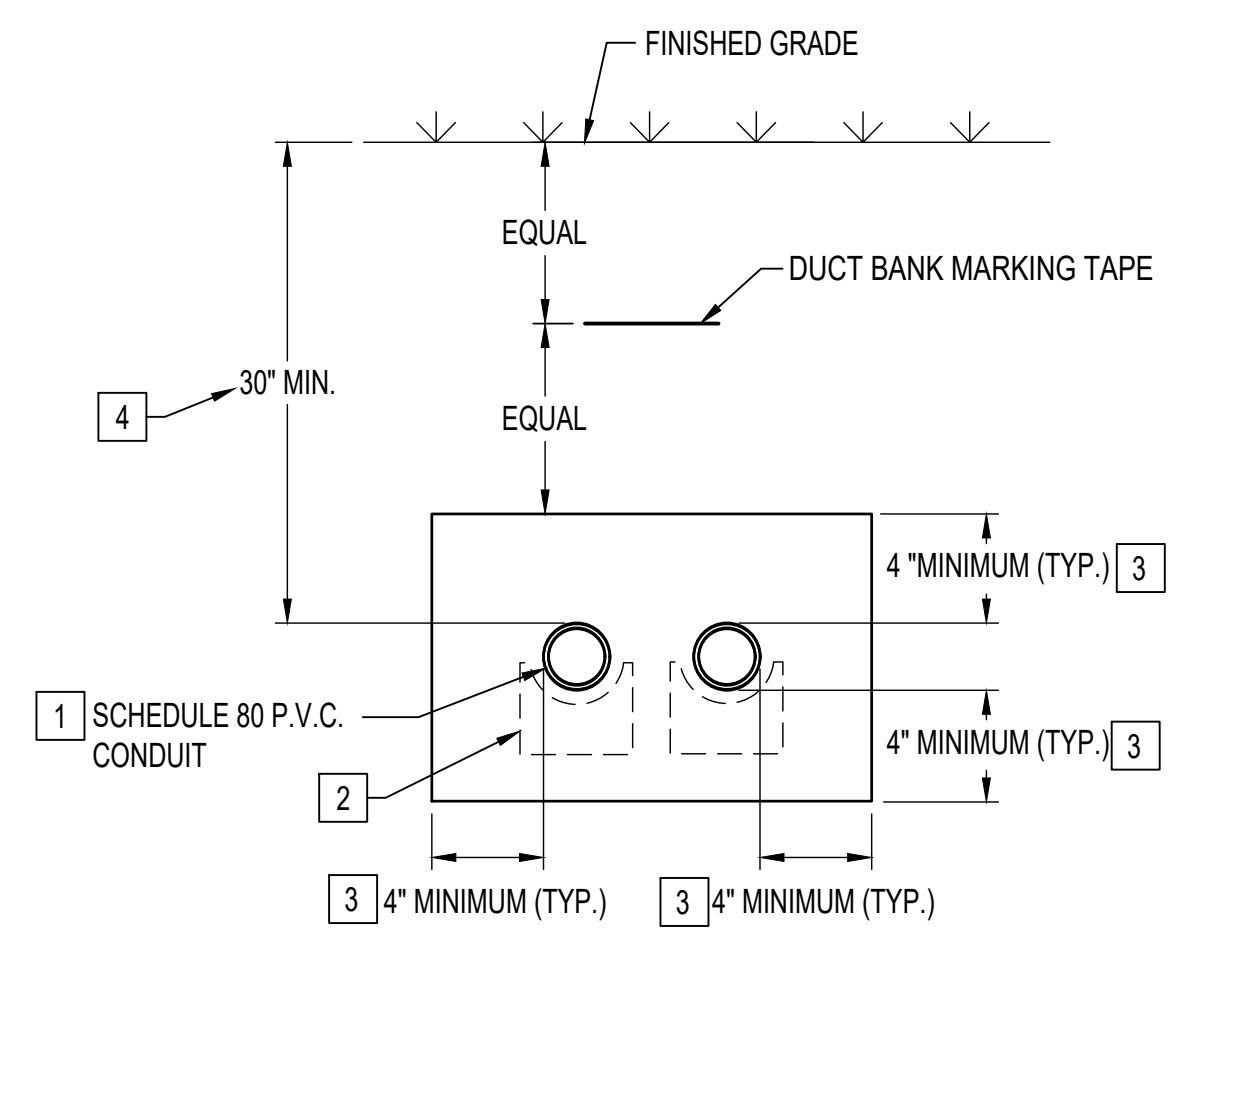 FINISHED GRADE
EQUAL
DUCT BANK MARKING TAPE
30" MIN.
4
EQUAL
4 "MINIMUM (TYP.) 3
1 SCHEDULE 80 P.V.C.
CONDUIT
4" MINIMUM (TYP.) 3
2
3 4" MINIMUM (TYP.)
3 4" MINIMUM (TYP.)